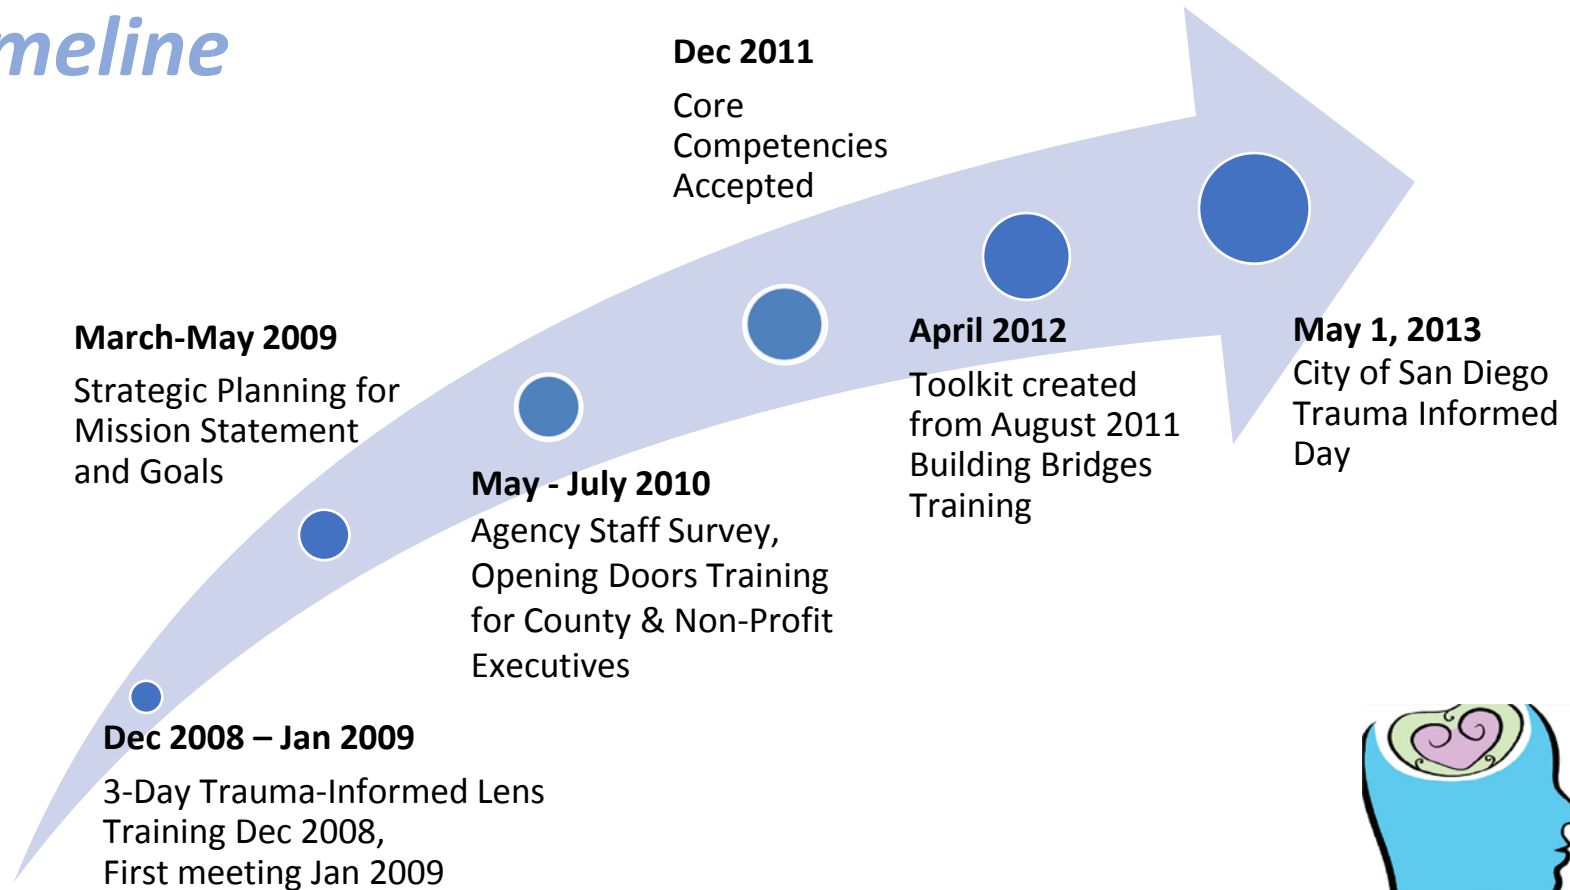 meline
Dec 2011
Core
Competencies
Accepted
March-May 2009
Strategic Planning for
Mission Statement
and Goals
April 2012
Toolkit created
from August 2011
Building Bridges
Training
May 1, 2013
City of San Diego
Trauma Informed
Day
May - July 2010
Agency Staff Survey,
Opening Doors Training
for County & Non-Profit
Executives
Dec 2008 – Jan 2009
3-Day Trauma-Informed Lens
Training Dec 2008,
First meeting Jan 2009